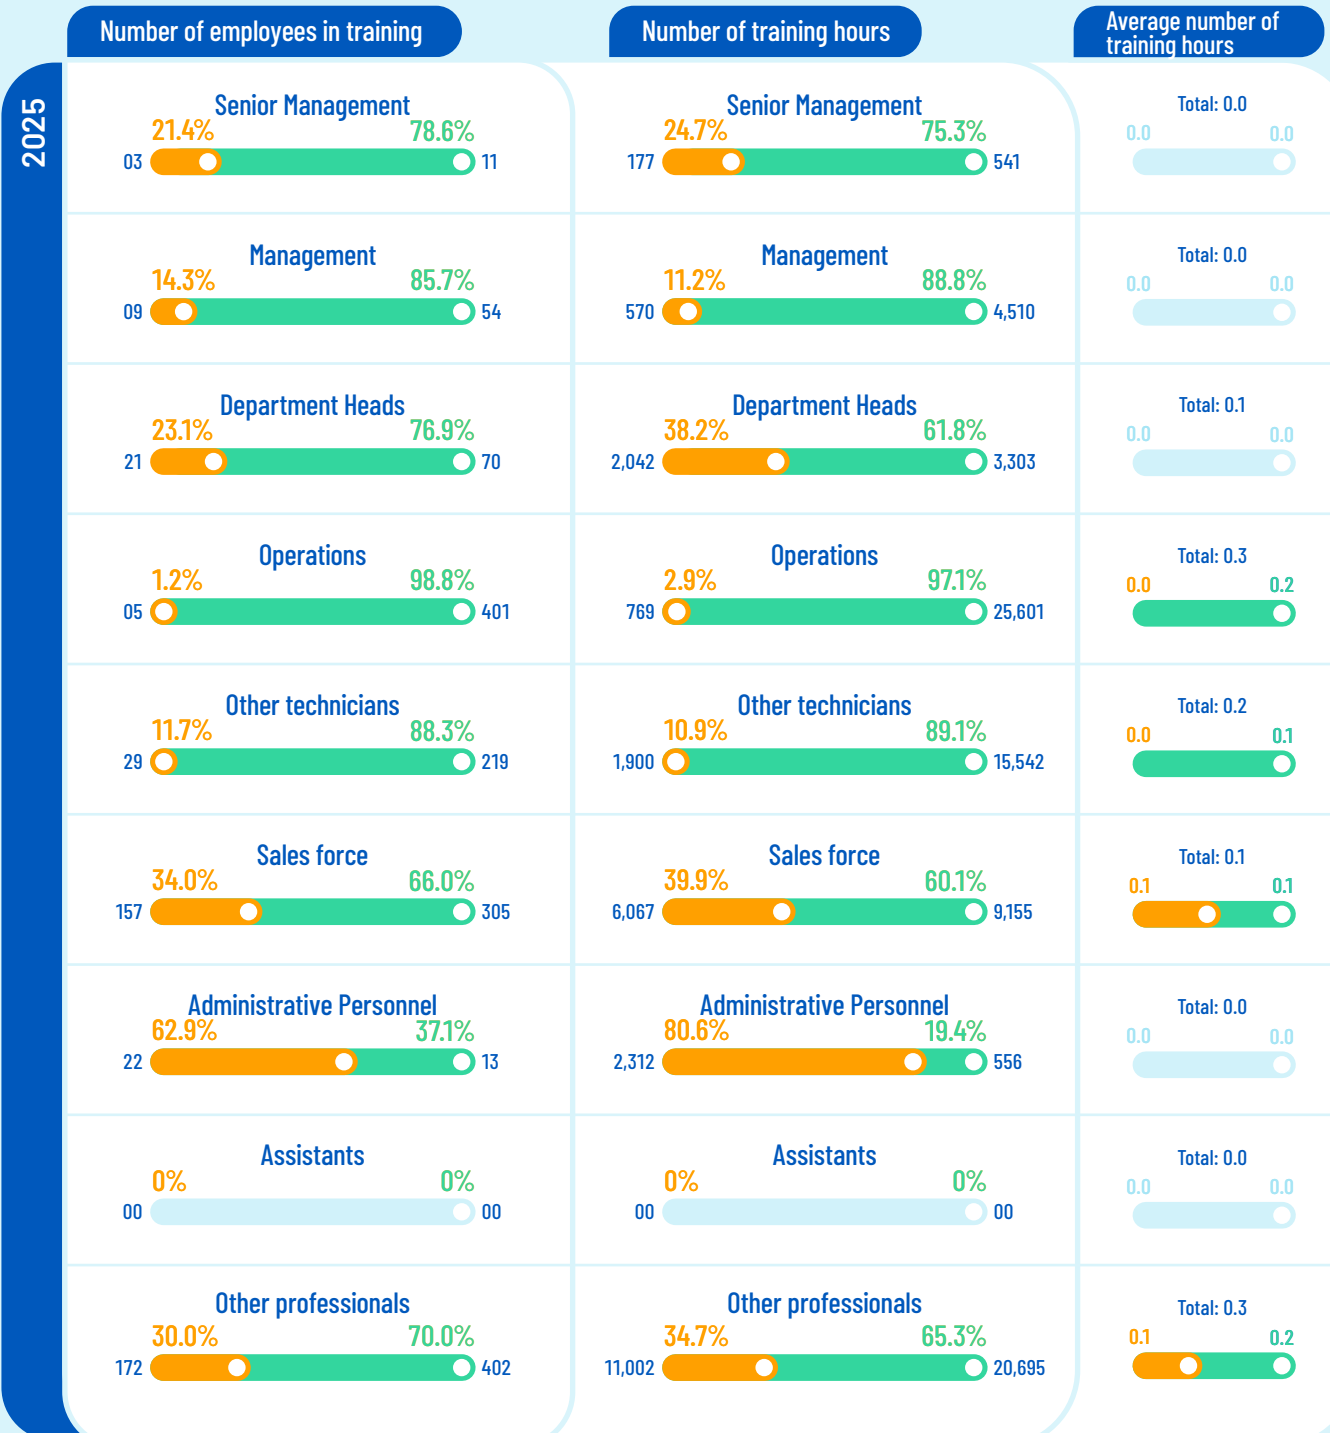 Number of employees in training
Number of training hours
Average number of
training hours
2025
Senior Management
21.4% 78.6%
03 11
Senior Management
24.7% 75.3%
177 541
Total: 0.0
0.0 0.0
Management
14.3% 85.7%
09 54
Management
11.2% 88.8%
570 4,510
Total: 0.0
0.0 0.0
Department Heads
23.1% 76.9%
21 70
Department Heads
38.2% 61.8%
2,042 3,303
Total: 0.1
0.0 0.0
Operations
1.2% 98.8%
05 401
Operations
2.9% 97.1%
769 25,601
Total: 0.3
0.0 0.2
Other technicians
11.7% 88.3%
29 219
Other technicians
10.9% 89.1%
1,900 15,542
Total: 0.2
0.0 0.1
Sales force
34.0% 66.0%
157 305
Sales force
39.9% 60.1%
6,067 9,155
Total: 0.1
0.1 0.1
Administrative Personnel
62.9% 37.1%
22 13
Administrative Personnel
80.6% 19.4%
2,312 556
Total: 0.0
0.0 0.0
Assistants
0% 0%
00 00
Assistants
0% 0%
00 00
Total: 0.0
0.0 0.0
Other professionals
30.0% 70.0%
172 402
Other professionals
34.7% 65.3%
11,002 20,695
Total: 0.3
0.1 0.2